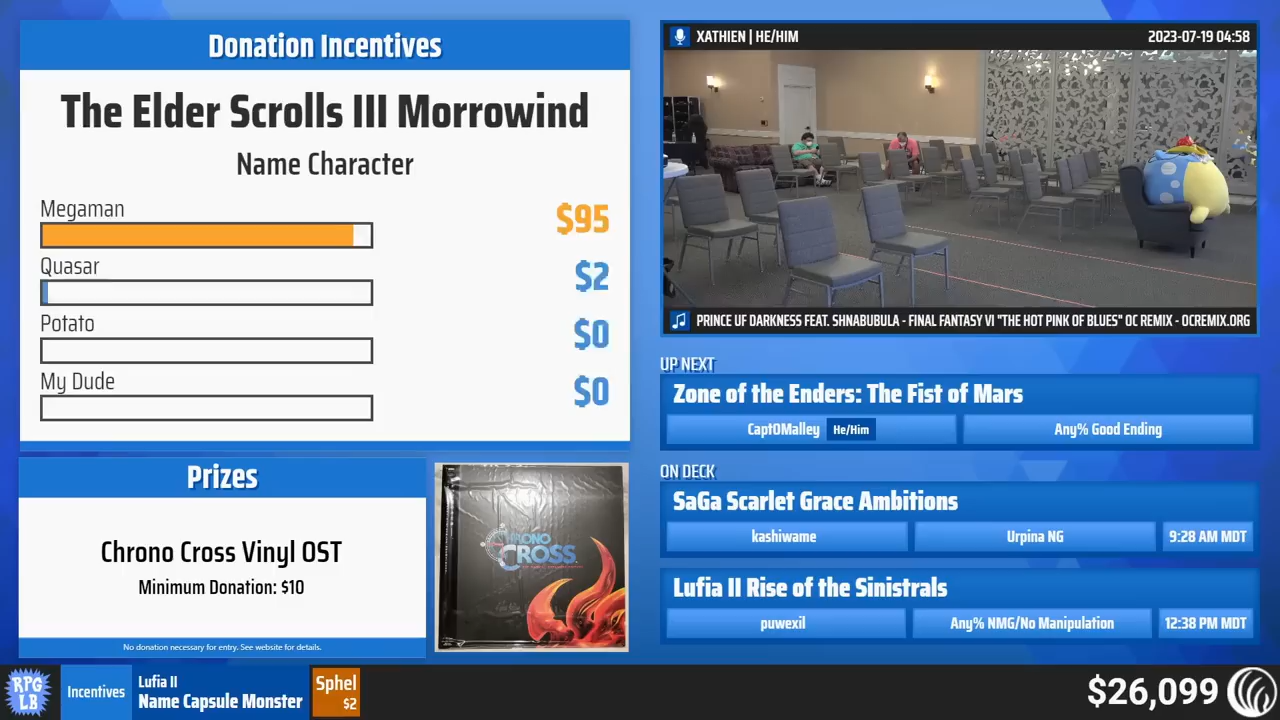 Donation Incentives
The Elder Scrolls III Morrowind
Name Character
Megaman
$95
Quasar
$2
Potato
$0
My Dude
$0
Prizes
Chrono Cross Vinyl OST
Minimum Donation: $10
No donation necessary for entry. See website for details.
CHRONO
CROSS
XATHIEN | HE/HIM
2023-07-19 04:58
PRINCE UF DARKNESS FEAT. SHNABUBULA - FINAL FANTASY VI "THE HOT PINK OF BLUES" OC REMIX - OCREMIX.ORG
UP NEXT
Zone of the Enders: The Fist of Mars
CaptOMalley He/Him
Any% Good Ending
ON DECK
SaGa Scarlet Grace Ambitions
kashiwame
Urpina NG
9:28 AM MDT
Lufia II Rise of the Sinistrals
puwexil
Any% NMG/No Manipulation
12:38 PM MDT
RPG
LB
Incentives
Lufia II
Name Capsule Monster
Sphel
$2
$26,099